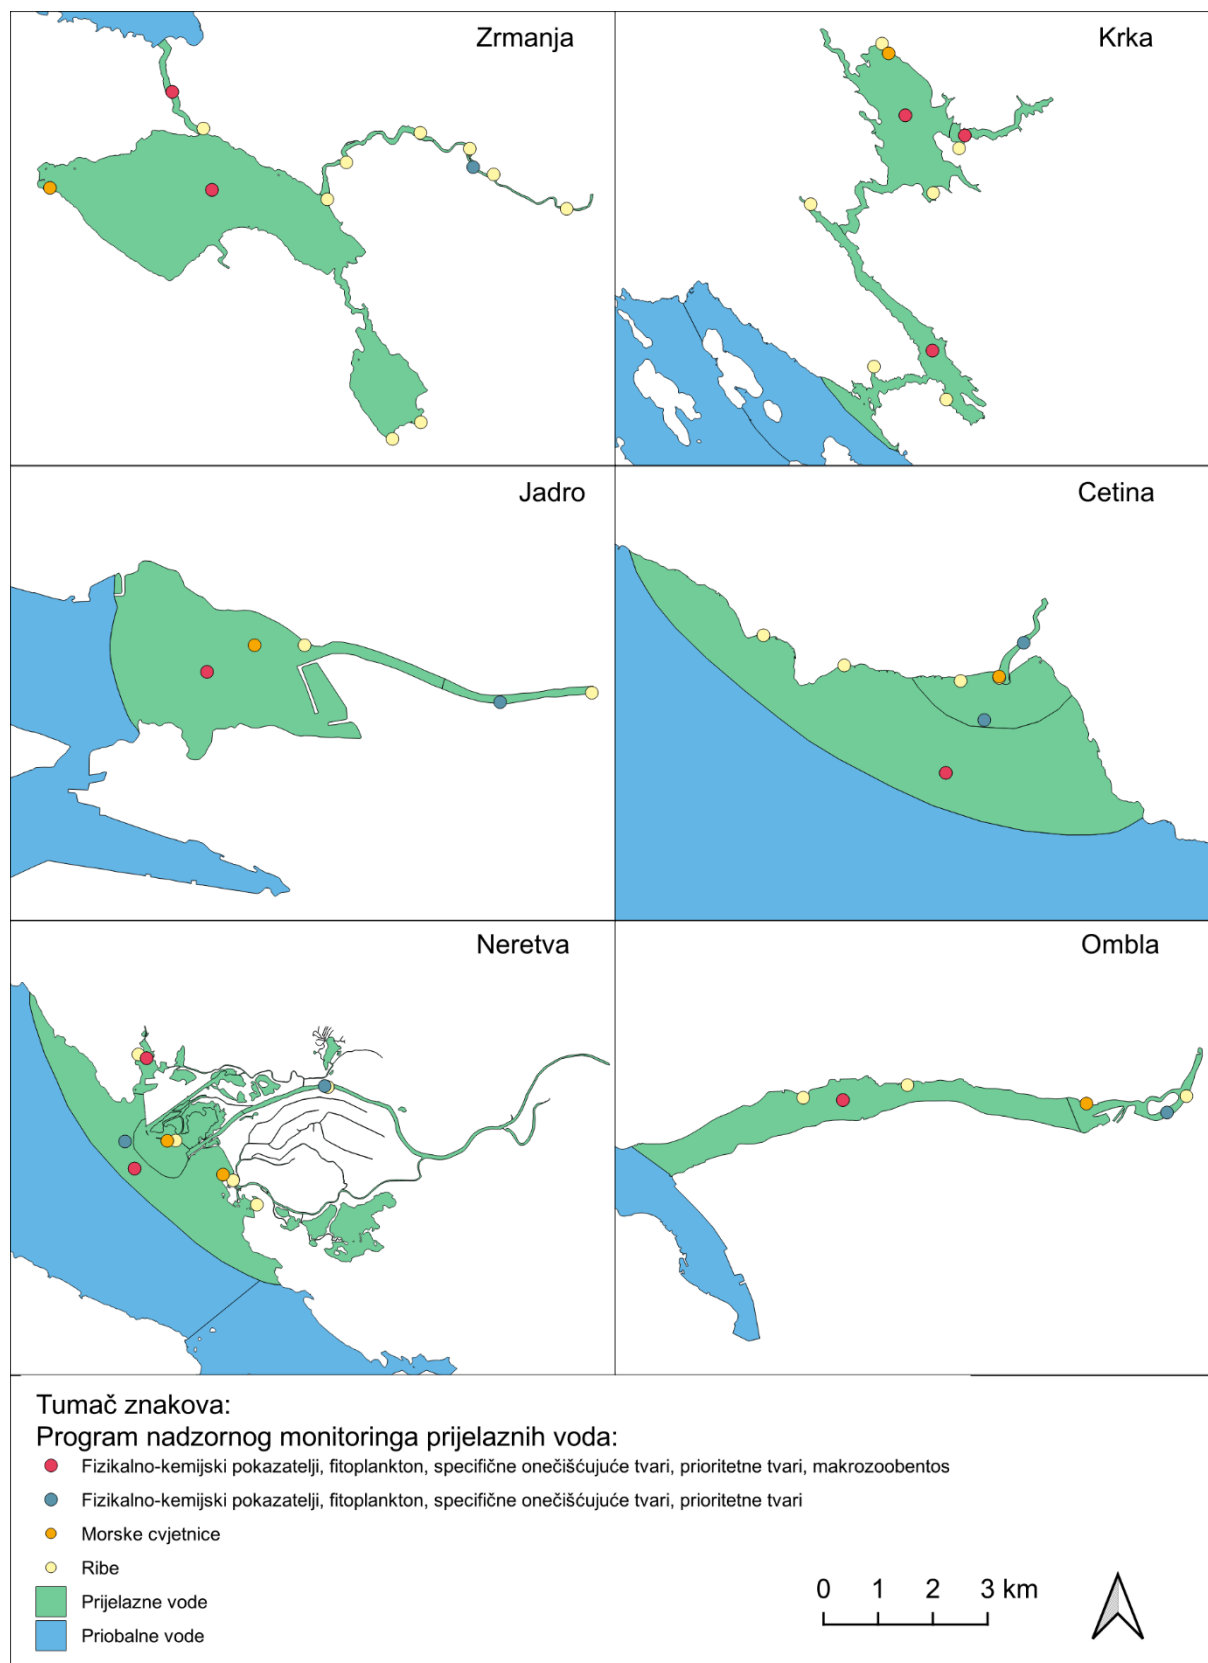 Zrmanja
Krka
Jadro
Cetina
Neretva
Ombla
Tumač znakova:
Program nadzornog monitoringa prijelaznih voda:
Fizikalno-kemijski pokazatelji, fitoplankton, specifične onečišćujuće tvari, prioritetne tvari, makrozoobentos
Fizikalno-kemijski pokazatelji, fitoplankton, specifične onečišćujuće tvari, prioritetne tvari
Morske cvjetnice
Ribe
Prijelazne vode
Priobalne vode
0 1 2 3 km